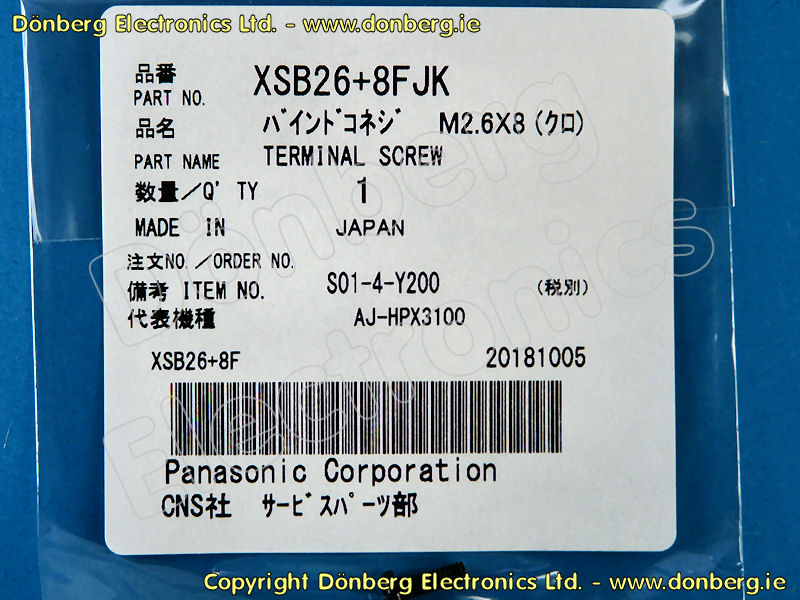 Dönberg Electronics Ltd. - www.donberg.ie
品番 XSB26+8FJK
PART NO.
品名 バインドコネジ M2.6X8 (クロ)
PART NAME TERMINAL SCREW
数量/Q'TY 1
MADE IN JAPAN
注文NO./ORDER NO.
備考 ITEM NO. S01-4-Y200 (税別)
代表機種 AJ-HPX3100
XSB26+8F 20181005
Panasonic Corporation
CNS社 サービスパーツ部
Dönberg
Electronics
Copyright Dönberg Electronics Ltd. - www.donberg.ie